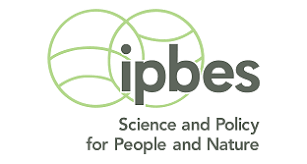 ipbes
Science and Policy
for People and Nature